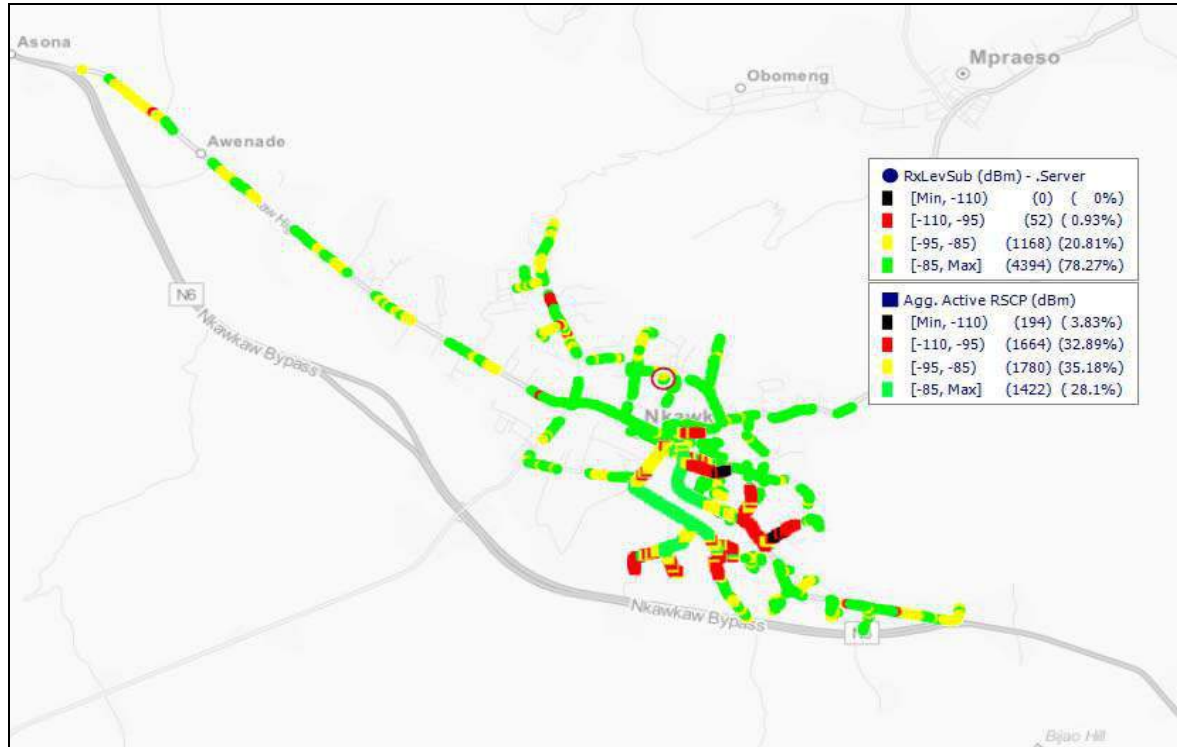 Asona
Mpraeso
Obomeng
Awenade
RxLevSub (dBm) - .Server
[Min, -110) (0) ( 0%)
[-110, -95) (52) ( 0.93%)
[-95, -85) (1168) (20.81%)
[-85, Max] (4394) (78.27%)
Agg. Active RSCP (dBm)
[Min, -110) (194) ( 3.83%)
[-110, -95) (1664) (32.89%)
[-95, -85) (1780) (35.18%)
[-85, Max] (1422) ( 28.1%)
N6
Nkawkaw Bypass
Nkawk
Nkawkaw Bypass
Bijao Hill